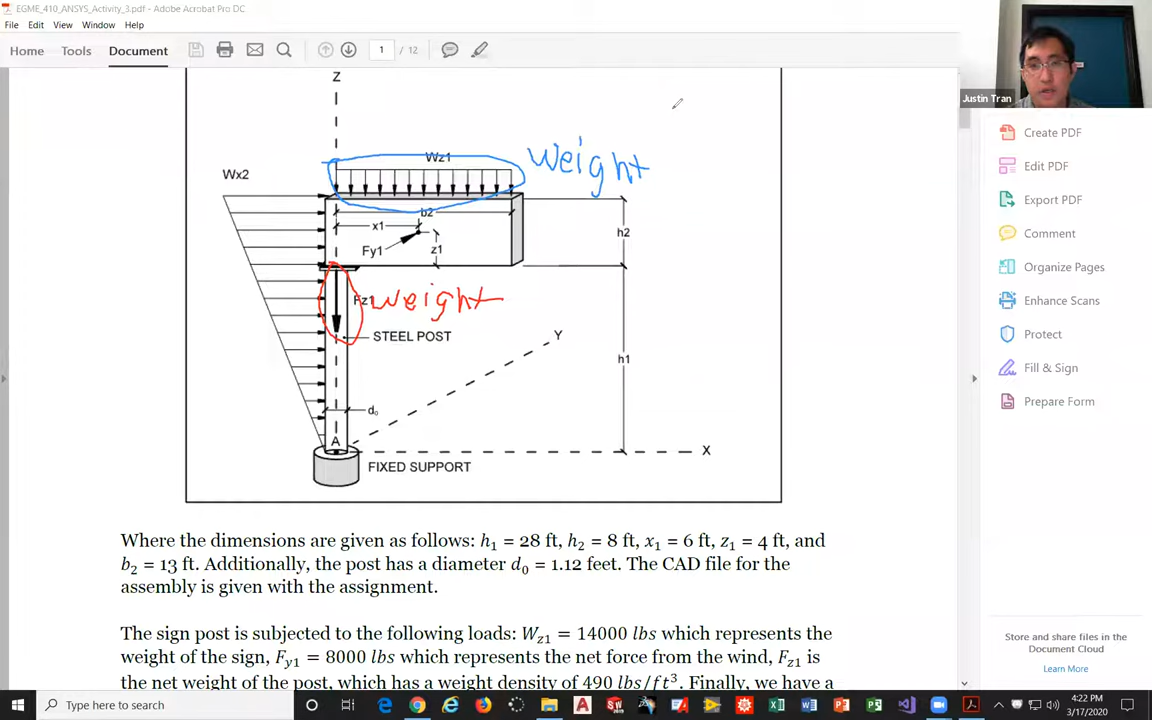 EGME_410_ANSYS_Activity_3.pdf - Adobe Acrobat Pro DC
File Edit View Window Help
Home Tools Document 1 / 12
Justin Tran
Z
Wz1
Weight
Wx2
b2
x1
h2
Fy1
z1
Fz1
Weight
STEEL POST
Y
h1
d₀
A
X
FIXED SUPPORT
Where the dimensions are given as follows: h₁ = 28 ft, h₂ = 8 ft, x₁ = 6 ft, z₁ = 4 ft, and
b₂ = 13 ft. Additionally, the post has a diameter d₀ = 1.12 feet. The CAD file for the
assembly is given with the assignment.
The sign post is subjected to the following loads: W_z1 = 14000 lbs which represents the
weight of the sign, F_y1 = 8000 lbs which represents the net force from the wind, F_z1 is
the net weight of the post, which has a weight density of 490 lbs/ft³. Finally, we have a
Create PDF
Edit PDF
Export PDF
Comment
Organize Pages
Enhance Scans
Protect
Fill & Sign
Prepare Form
Store and share files in the
Document Cloud
Learn More
Type here to search
4:22 PM
3/17/2020